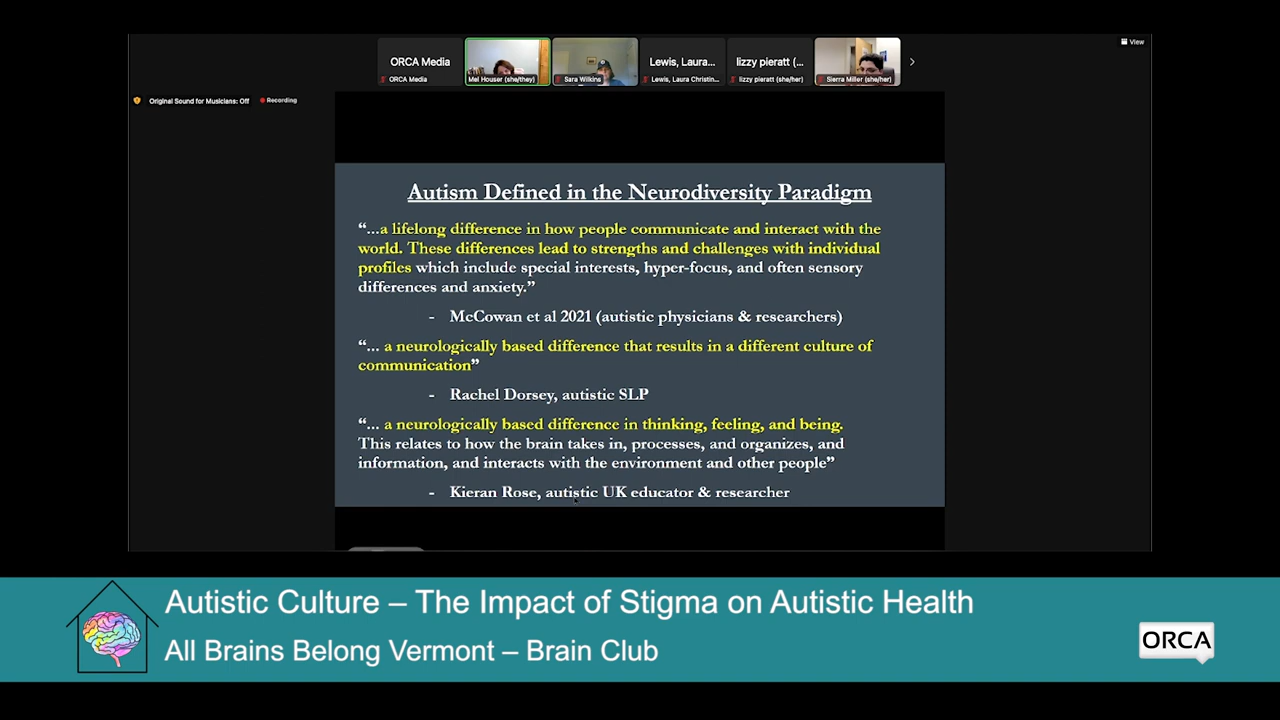 View
ORCA Media
Lewis, Laura...
lizzy pieratt (...
ORCA Media
Mel Houser (she/they)
Sara Wilkins
Lewis, Laura Christin...
lizzy pieratt (she/her)
Sierra Miller (she/her)
Original Sound for Musicians: Off
Recording
Autism Defined in the Neurodiversity Paradigm
“...a lifelong difference in how people communicate and interact with the
world. These differences lead to strengths and challenges with individual
profiles which include special interests, hyper-focus, and often sensory
differences and anxiety.”
- McCowan et al 2021 (autistic physicians & researchers)
“... a neurologically based difference that results in a different culture of
communication”
- Rachel Dorsey, autistic SLP
“... a neurologically based difference in thinking, feeling, and being.
This relates to how the brain takes in, processes, and organizes, and
information, and interacts with the environment and other people”
- Kieran Rose, autistic UK educator & researcher
Autistic Culture – The Impact of Stigma on Autistic Health
All Brains Belong Vermont – Brain Club
ORCA